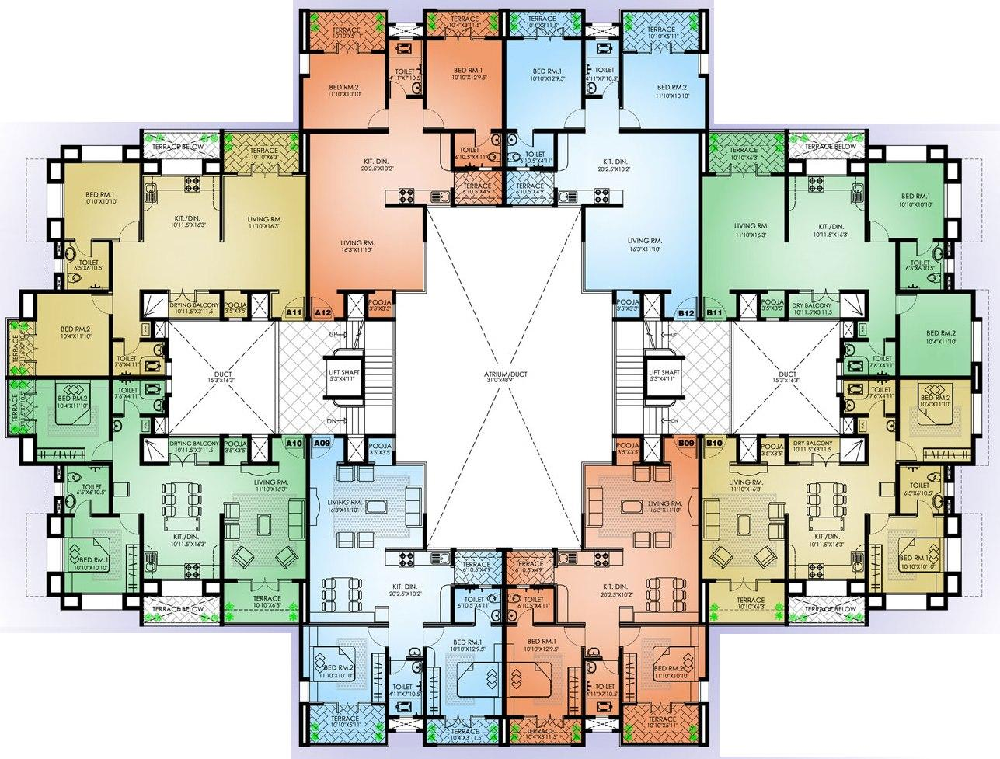 TERRACE
10'10"X5'11"
TERRACE
10'4"X3'11.5"
TERRACE
10'4"X3'11.5"
TERRACE
10'10"X5'11"
BED RM.2
11'10"X10'10"
TOILET
4'11"X7'10.5"
BED RM.1
10'10"X12'9.5"
BED RM.1
10'10"X12'9.5"
TOILET
4'11"X7'10.5"
BED RM.2
11'10"X10'10"
TERRACE BELOW
TERRACE
10'10"X6'3"
KIT. DIN.
20'2.5"X10'2"
TOILET
6'10.5"X4'11"
TOILET
6'10.5"X4'11"
KIT. DIN.
20'2.5"X10'2"
TERRACE
10'10"X6'3"
TERRACE BELOW
TERRACE
6'10.5"X4'9"
TERRACE
6'10.5"X4'9"
BED RM.1
10'10"X10'10"
KIT./DIN.
10'11.5"X16'3"
LIVING RM.
11'10"X16'3"
LIVING RM.
16'3"X11'10"
LIVING RM.
16'3"X11'10"
LIVING RM.
11'10"X16'3"
KIT./DIN.
10'11.5"X16'3"
BED RM.1
10'10"X10'10"
TOILET
6'5"X6'10.5"
TOILET
6'5"X6'10.5"
DRYING BALCONY
10'11.5"X3'11.5
POOJA
3'5"X3'5"
A11
A12
POOJA
3'5"X3'5"
POOJA
3'5"X3'5"
B12
B11
POOJA
3'5"X3'5"
DRY BALCONY
10'11.5"X3'11.5
BED RM.2
10'4"X11'10"
TERRACE
3'11.5"X7'10.5"
UP
UP
BED RM.2
10'4"X11'10"
TOILET
7'6"X4'11"
DUCT
15'3"X16'3"
LIFT SHAFT
5'3"X4'11"
ATRIUM/DUCT
31'0"X48'9"
LIFT SHAFT
5'3"X4'11"
DUCT
15'3"X16'3"
TOILET
7'6"X4'11"
TERRACE
3'11.5"X7'10.5"
BED RM.2
10'4"X11'10"
TOILET
7'6"X4'11"
TOILET
7'6"X4'11"
BED RM.2
10'4"X11'10"
DN
DN
DRYING BALCONY
10'11.5"X3'11.5
POOJA
3'5"X3'5"
A10
A09
POOJA
3'5"X3'5"
POOJA
3'5"X3'5"
B09
B10
POOJA
3'5"X3'5"
DRY BALCONY
10'11.5"X3'11.5
TOILET
6'5"X6'10.5"
LIVING RM.
11'10"X16'3"
LIVING RM.
16'3"X11'10"
LIVING RM.
16'3"X11'10"
LIVING RM.
11'10"X16'3"
TOILET
6'5"X6'10.5"
KIT./DIN.
10'11.5"X16'3"
KIT./DIN.
10'11.5"X16'3"
BED RM.1
10'10"X10'10"
TERRACE
6'10.5"X4'9"
TERRACE
6'10.5"X4'9"
BED RM.1
10'10"X10'10"
KIT. DIN.
20'2.5"X10'2"
KIT. DIN.
20'2.5"X10'2"
TERRACE BELOW
TERRACE
10'10"X6'3"
TOILET
6'10.5"X4'11"
TOILET
6'10.5"X4'11"
TERRACE
10'10"X6'3"
TERRACE BELOW
BED RM.1
10'10"X12'9.5"
BED RM.1
10'10"X12'9.5"
BED RM.2
11'10"X10'10"
BED RM.2
11'10"X10'10"
TOILET
4'11"X7'10.5"
TOILET
4'11"X7'10.5"
TERRACE
10'10"X5'11"
TERRACE
10'4"X3'11.5"
TERRACE
10'4"X3'11.5"
TERRACE
10'10"X5'11"